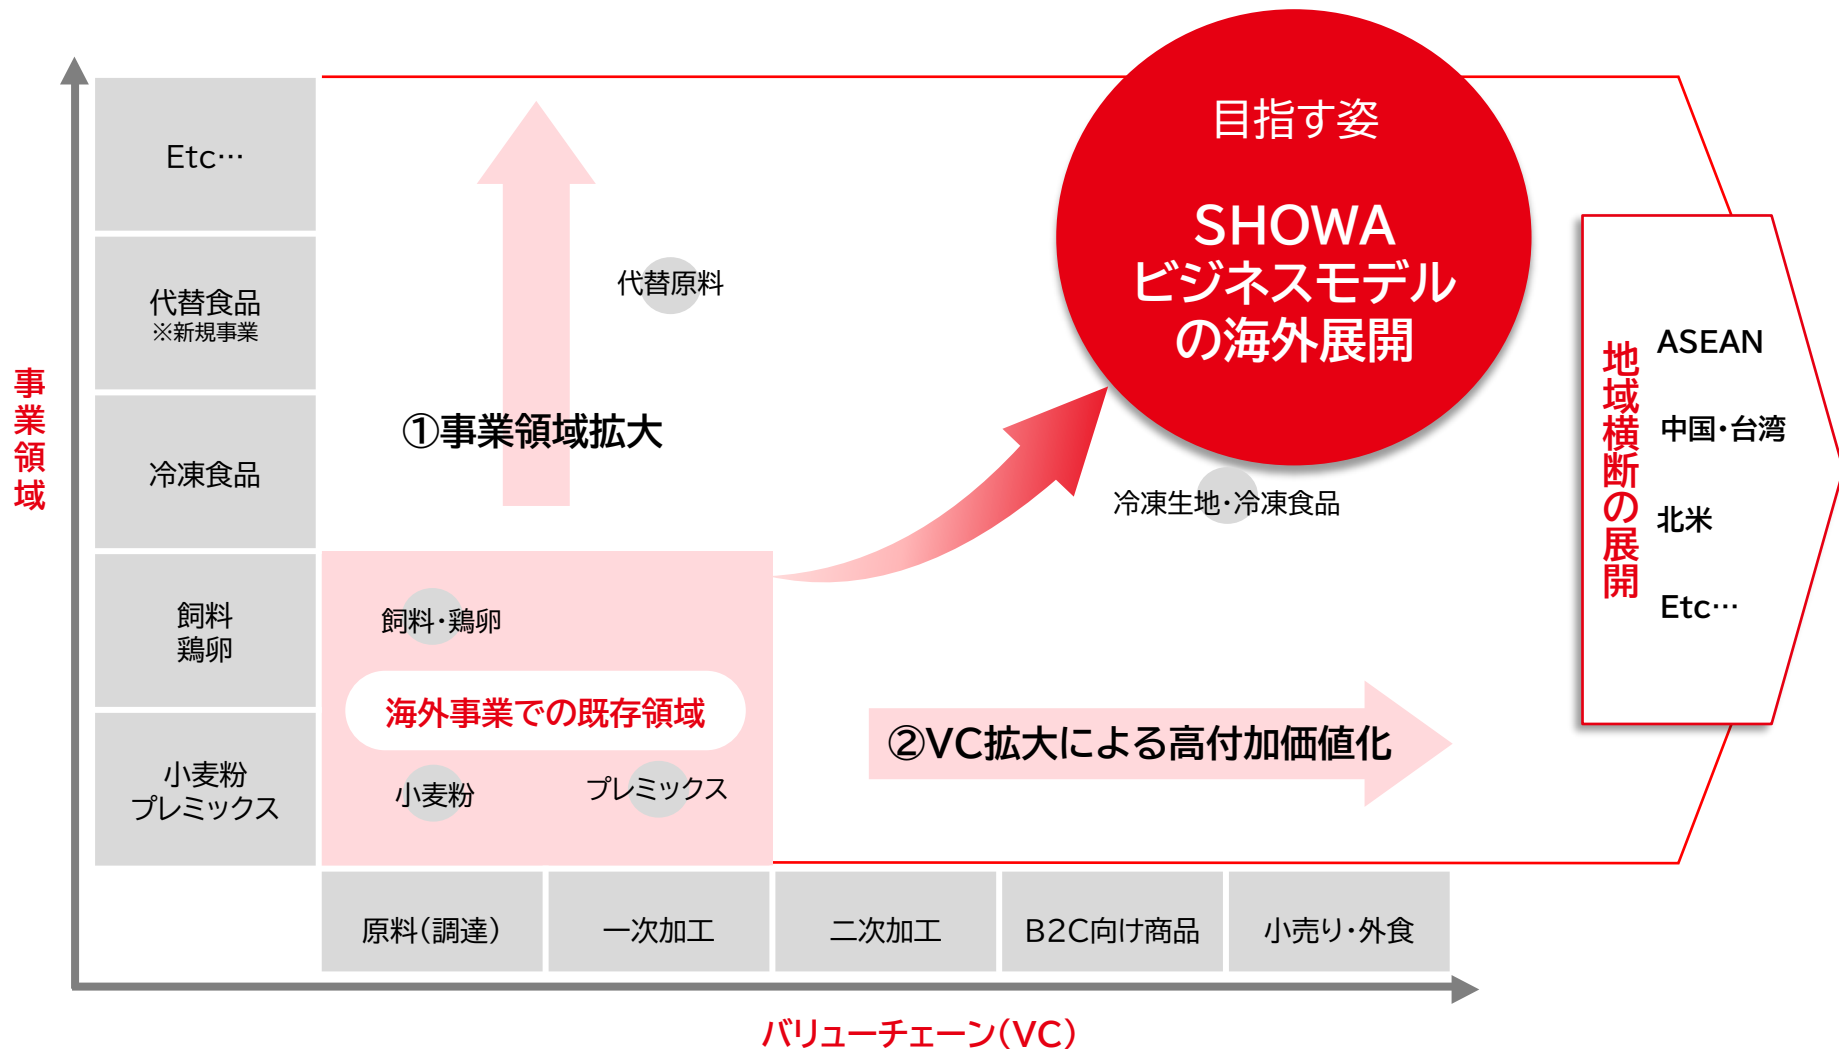 目指す姿
SHOWA
ビジネスモデル
の海外展開
事業領域
Etc…
代替食品
※新規事業
冷凍食品
飼料
鶏卵
小麦粉
プレミックス
代替原料
①事業領域拡大
冷凍生地・冷凍食品
飼料・鶏卵
海外事業での既存領域
小麦粉
プレミックス
②VC拡大による高付加価値化
地域横断の展開
ASEAN
中国・台湾
北米
Etc…
原料(調達)
一次加工
二次加工
B2C向け商品
小売り・外食
バリューチェーン(VC)